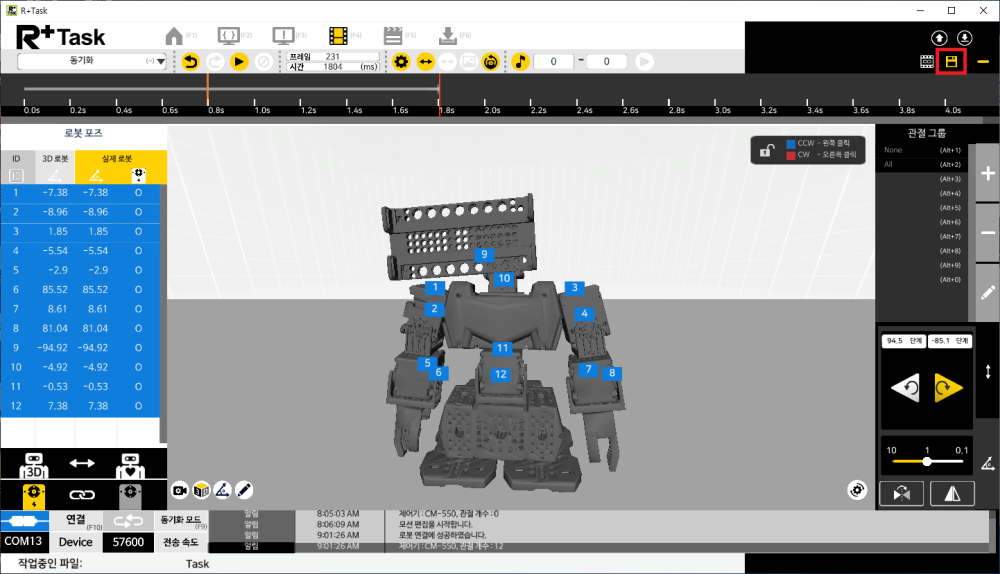 R+Task
R+Task
(F1) (F2) (F3) (F4) (F5) (F6)
동기화 (-)
프레임 231
시간 1804 (ms)
0 - 0
0.0s 0.2s 0.4s 0.6s 0.8s 1.0s 1.2s 1.4s 1.6s 1.8s 2.0s 2.2s 2.4s 2.6s 2.8s 3.0s 3.2s 3.4s 3.6s 3.8s 4.0s
로봇 포즈
ID 3D 로봇 실제 로봇
1 -7.38 -7.38 O
2 -8.96 -8.96 O
3 1.85 1.85 O
4 -5.54 -5.54 O
5 -2.9 -2.9 O
6 85.52 85.52 O
7 8.61 8.61 O
8 81.04 81.04 O
9 -94.92 -94.92 O
10 -4.92 -4.92 O
11 -0.53 -0.53 O
12 7.38 7.38 O
3D
CCW - 왼쪽 클릭
CW - 오른쪽 클릭
9
10
1 3
2 4
11
5 7
6 12 8
관절 그룹
None (Alt+1)
All (Alt+2)
(Alt+3)
(Alt+4)
(Alt+5)
(Alt+6)
(Alt+7)
(Alt+8)
(Alt+9)
(Alt+0)
94.5 단계 -85.1 단계
10 1 0.1
연결 (F10) 동기화 모드 (F9)
COM13 Device 57600 전송 속도
알림 8:05:03 AM 제어기 : CM-550, 관절 개수 : 0
알림 8:06:09 AM 모션 편집을 시작합니다.
알림 9:01:26 AM 로봇 연결에 성공하였습니다.
알림 9:01:26 AM 제어기 : CM-550, 관절 개수 : 12
작업중인 파일: Task